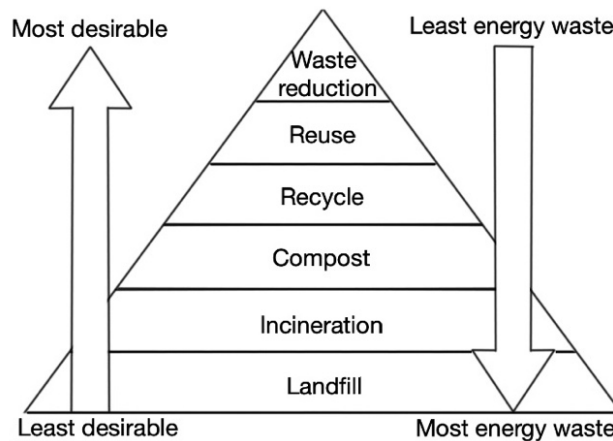 Most desirable
Least energy waste
Waste
reduction
Reuse
Recycle
Compost
Incineration
Landfill
Least desirable
Most energy waste